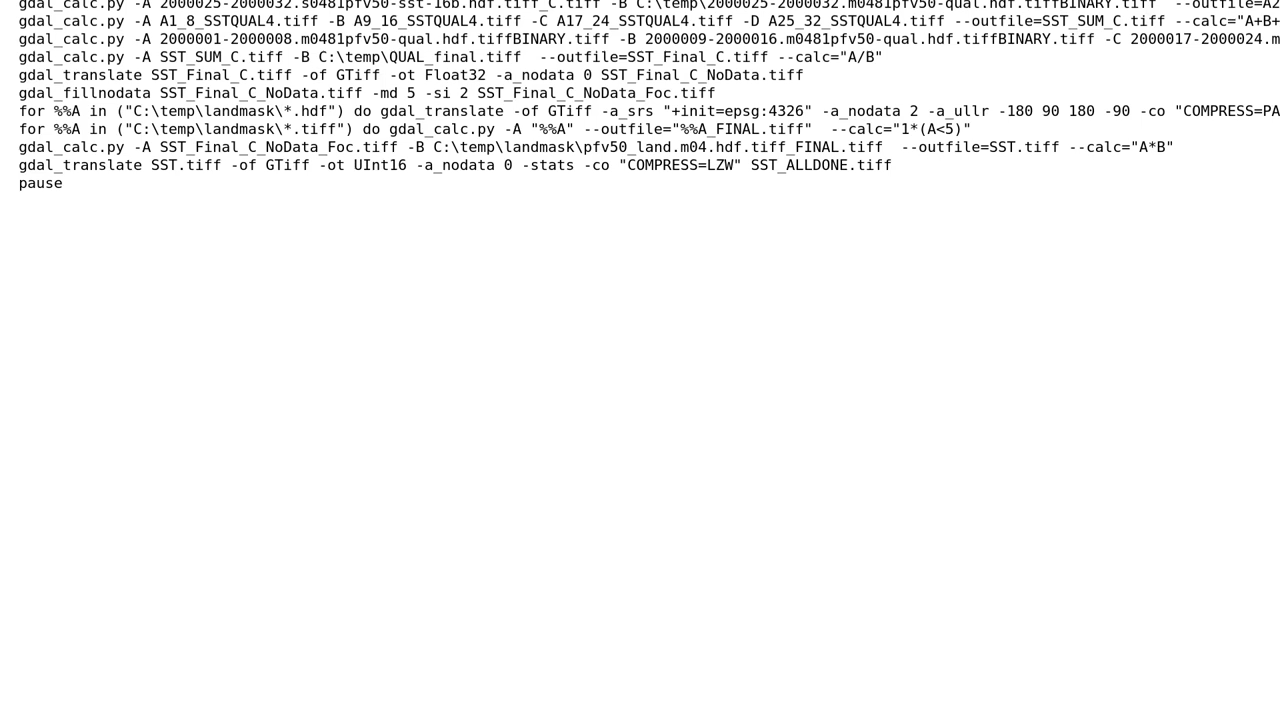 gdal_calc.py -A 2000025-2000032.s0481pfv50-sst-16b.hdf.tiff_C.tiff -B C:\temp\2000025-2000032.m0481pfv50-qual.hdf.tiffBINARY.tiff  --outfile=A2
gdal_calc.py -A A1_8_SSTQUAL4.tiff -B A9_16_SSTQUAL4.tiff -C A17_24_SSTQUAL4.tiff -D A25_32_SSTQUAL4.tiff --outfile=SST_SUM_C.tiff --calc="A+B+
gdal_calc.py -A 2000001-2000008.m0481pfv50-qual.hdf.tiffBINARY.tiff -B 2000009-2000016.m0481pfv50-qual.hdf.tiffBINARY.tiff -C 2000017-2000024.m
gdal_calc.py -A SST_SUM_C.tiff -B C:\temp\QUAL_final.tiff  --outfile=SST_Final_C.tiff --calc="A/B"
gdal_translate SST_Final_C.tiff -of GTiff -ot Float32 -a_nodata 0 SST_Final_C_NoData.tiff
gdal_fillnodata SST_Final_C_NoData.tiff -md 5 -si 2 SST_Final_C_NoData_Foc.tiff
for %%A in ("C:\temp\landmask\*.hdf") do gdal_translate -of GTiff -a_srs "+init=epsg:4326" -a_nodata 2 -a_ullr -180 90 180 -90 -co "COMPRESS=PA
for %%A in ("C:\temp\landmask\*.tiff") do gdal_calc.py -A "%%A" --outfile="%%A_FINAL.tiff"  --calc="1*(A<5)"
gdal_calc.py -A SST_Final_C_NoData_Foc.tiff -B C:\temp\landmask\pfv50_land.m04.hdf.tiff_FINAL.tiff  --outfile=SST.tiff --calc="A*B"
gdal_translate SST.tiff -of GTiff -ot UInt16 -a_nodata 0 -stats -co "COMPRESS=LZW" SST_ALLDONE.tiff
pause